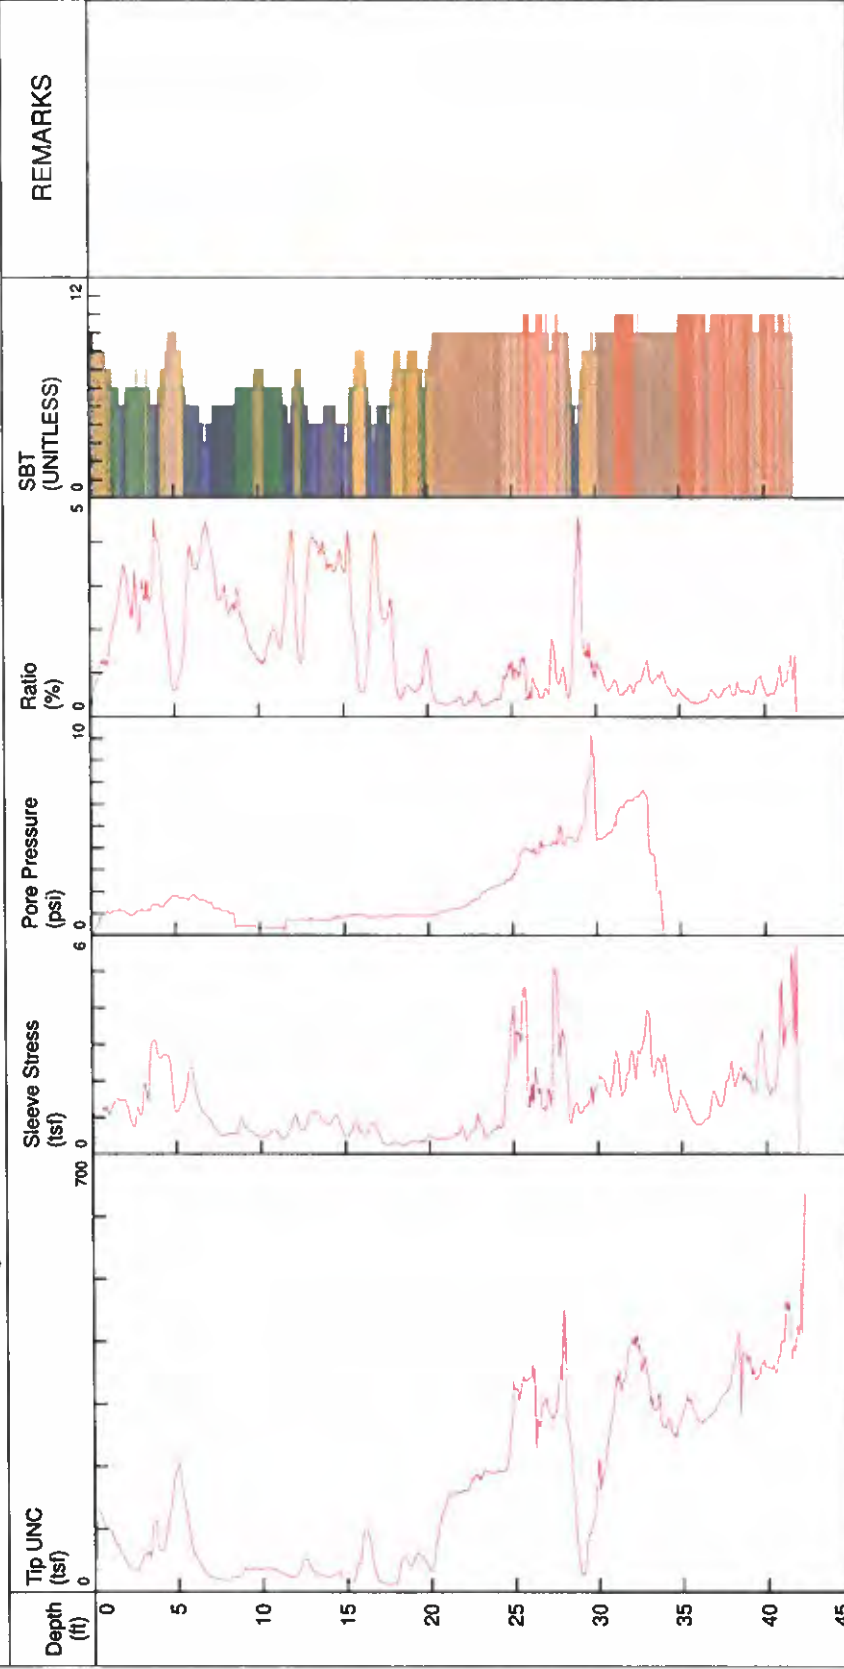 Depth
(ft)
0
5
10
15
20
25
30
35
40
45
Tip UNC
(tsf)
0
700
Sleeve Stress
(tsf)
0
6
Pore Pressure
(psi)
0
10
Ratio
(%)
0
5
SBT
(UNITLESS)
0
12
REMARKS